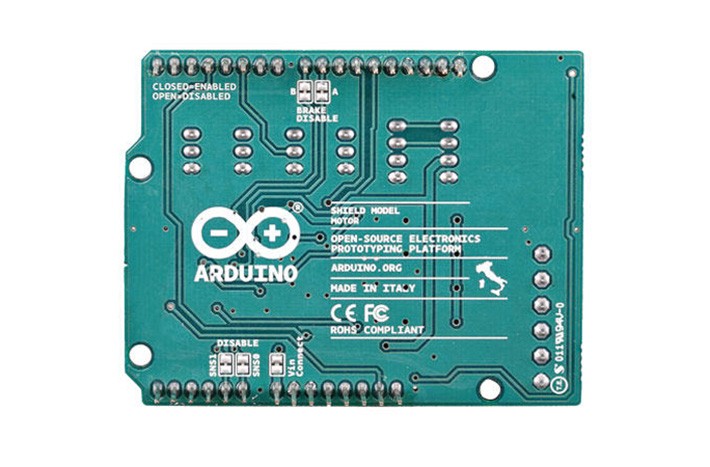 CLOSED=ENABLED
OPEN=DISABLED
B A
BRAKE
DISABLE
®
ARDUINO
SHIELD MODEL
MOTOR
OPEN-SOURCE ELECTRONICS
PROTOTYPING PLATFORM
ARDUINO.ORG
MADE IN ITALY
CE FC
ROHS COMPLIANT
DISABLE
SNS1
SNS0
Vin
Connect